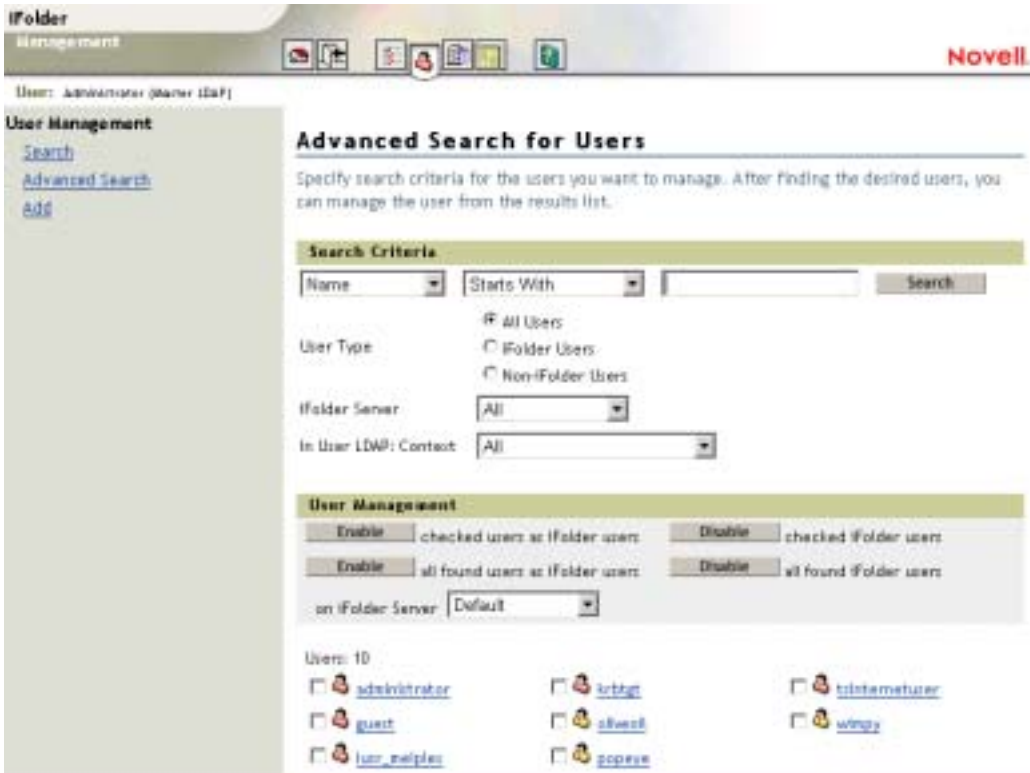 iFolder
Management
Novell.
User: Administrator (Master LDAP)
User Management
Search
Advanced Search
Add
Advanced Search for Users
Specify search criteria for the users you want to manage. After finding the desired users, you
can manage the user from the results list.
Search Criteria
Name Starts With Search
User Type
All Users
iFolder Users
Non-iFolder Users
iFolder Server All
In User LDAP: Context All
User Management
Enable checked users as iFolder users Disable checked iFolder users
Enable all found users as iFolder users Disable all found iFolder users
on iFolder Server Default
Users: 10
administrator krbtgt tsinternetuser
guest oliveoil wimpy
popeye